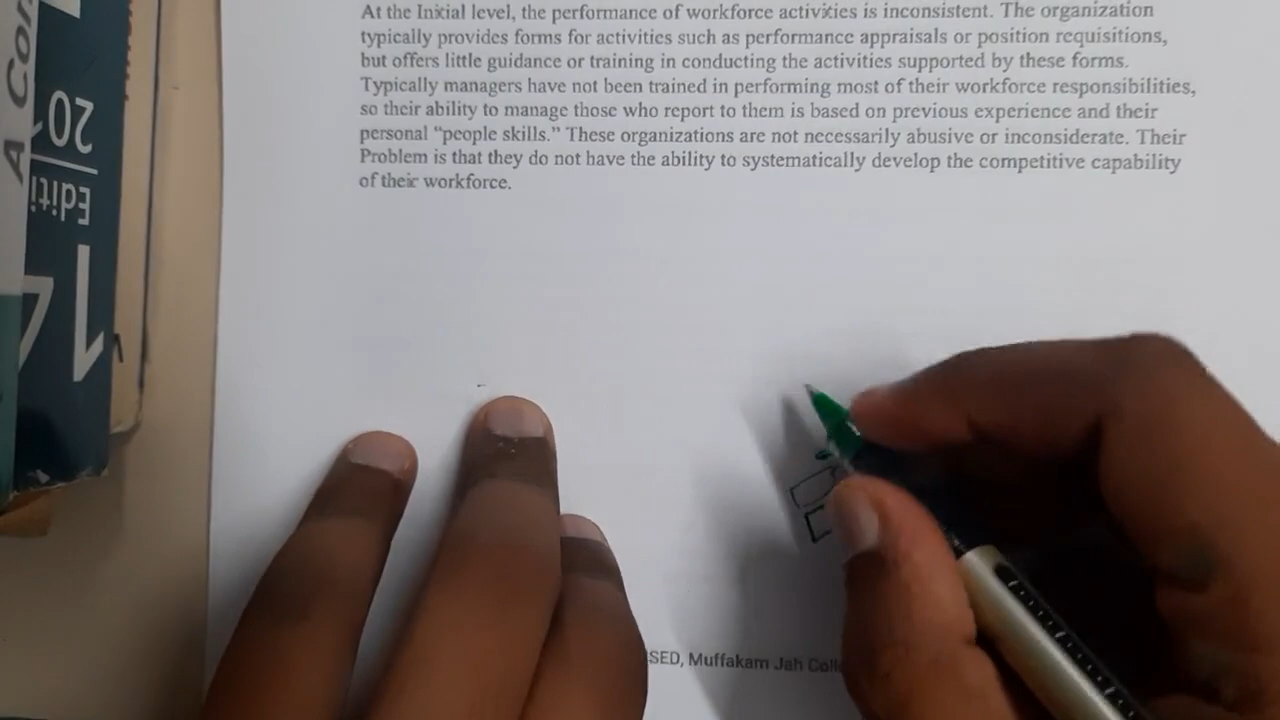 At the Initial level, the performance of workforce activities is inconsistent. The organization
typically provides forms for activities such as performance appraisals or position requisitions,
but offers little guidance or training in conducting the activities supported by these forms.
Typically managers have not been trained in performing most of their workforce responsibilities,
so their ability to manage those who report to them is based on previous experience and their
personal “people skills.” These organizations are not necessarily abusive or inconsiderate. Their
Problem is that they do not have the ability to systematically develop the competitive capability
of their workforce.
SED, Muffakam Jah Coll
A Con
20
Editi